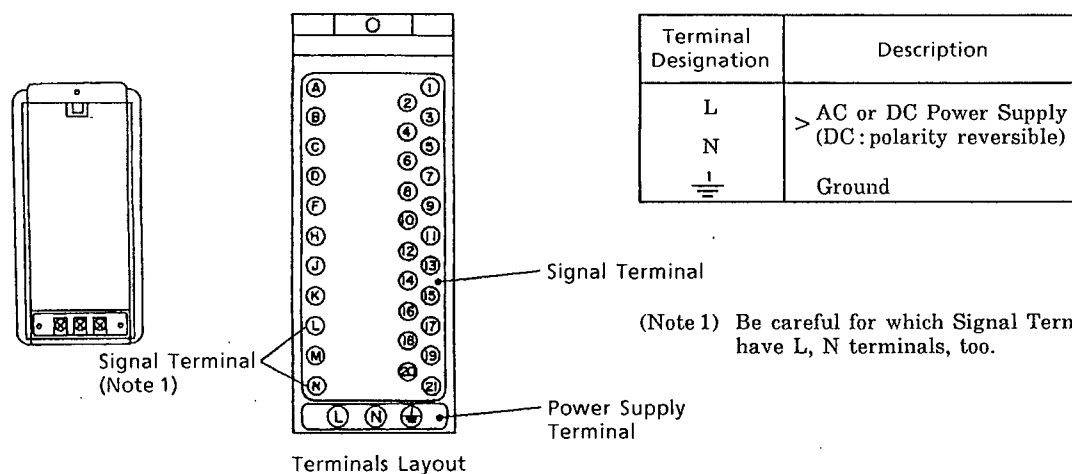 Terminal Designation
Description
L
N
> AC or DC Power Supply
(DC : polarity reversible)
Ground
A
B
C
D
F
H
J
K
L
M
N
1
2
3
4
5
6
7
8
9
10
11
12
13
14
15
16
17
18
19
20
21
L N
Signal Terminal
(Note 1)
Signal Terminal
Power Supply
Terminal
Terminals Layout
(Note 1) Be careful for which Signal Term
have L, N terminals, too.